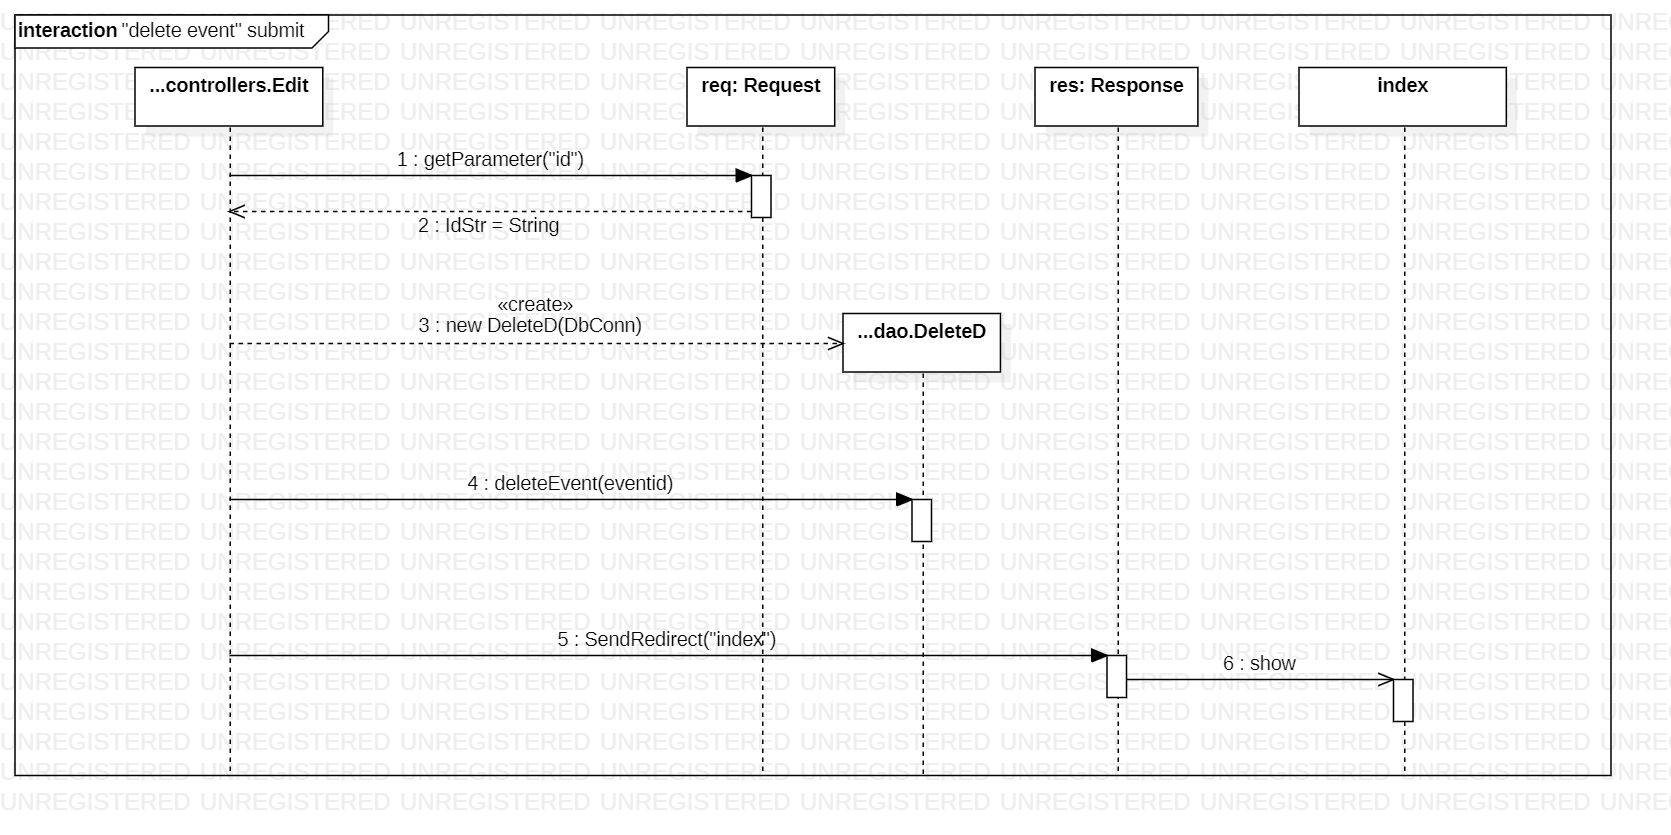 interaction "delete event" submit
...controllers.Edit
req: Request
res: Response
index
1 : getParameter("id")
2 : IdStr = String
«create»
3 : new DeleteD(DbConn)
...dao.DeleteD
4 : deleteEvent(eventid)
5 : SendRedirect("index")
6 : show
UNREGISTERED